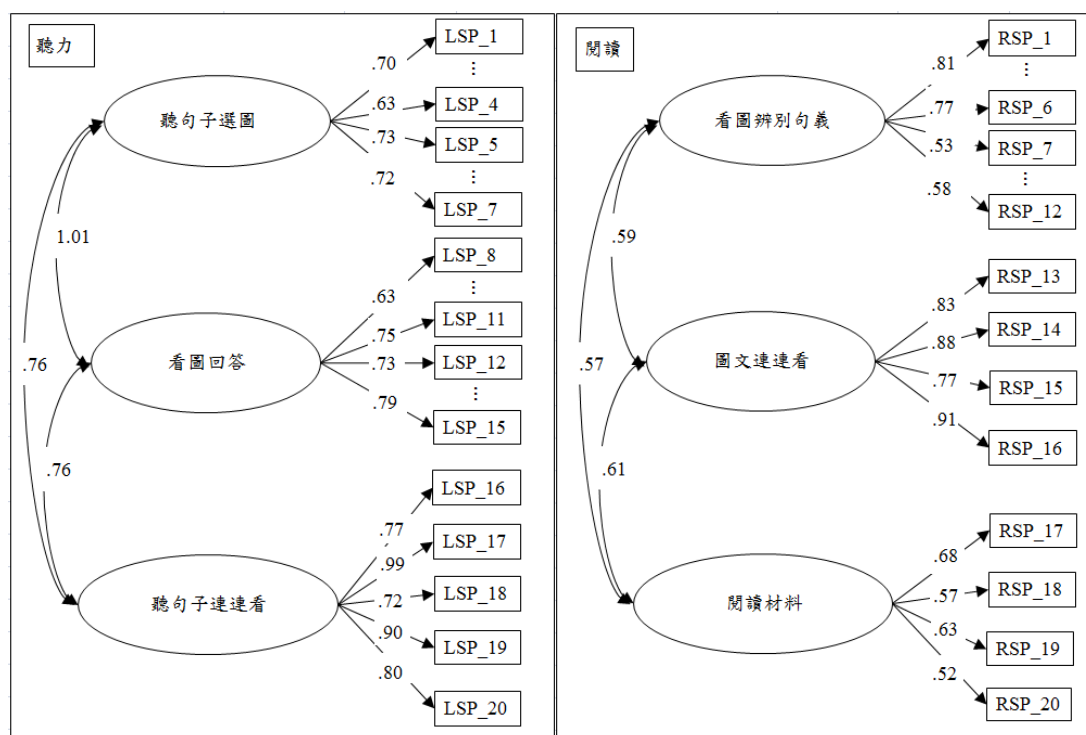 聽力
聽句子選圖
.70
.63
.73
.72
LSP_1
⋮
LSP_4
LSP_5
⋮
LSP_7
1.01
.76
看圖回答
.63
.75
.73
.79
LSP_8
⋮
LSP_11
LSP_12
⋮
LSP_15
.76
聽句子連連看
.77
.99
.72
.90
.80
LSP_16
LSP_17
LSP_18
LSP_19
LSP_20
閱讀
看圖辨別句義
.81
.77
.53
.58
RSP_1
⋮
RSP_6
RSP_7
⋮
RSP_12
.59
.57
圖文連連看
.83
.88
.77
.91
RSP_13
RSP_14
RSP_15
RSP_16
.61
閱讀材料
.68
.57
.63
.52
RSP_17
RSP_18
RSP_19
RSP_20